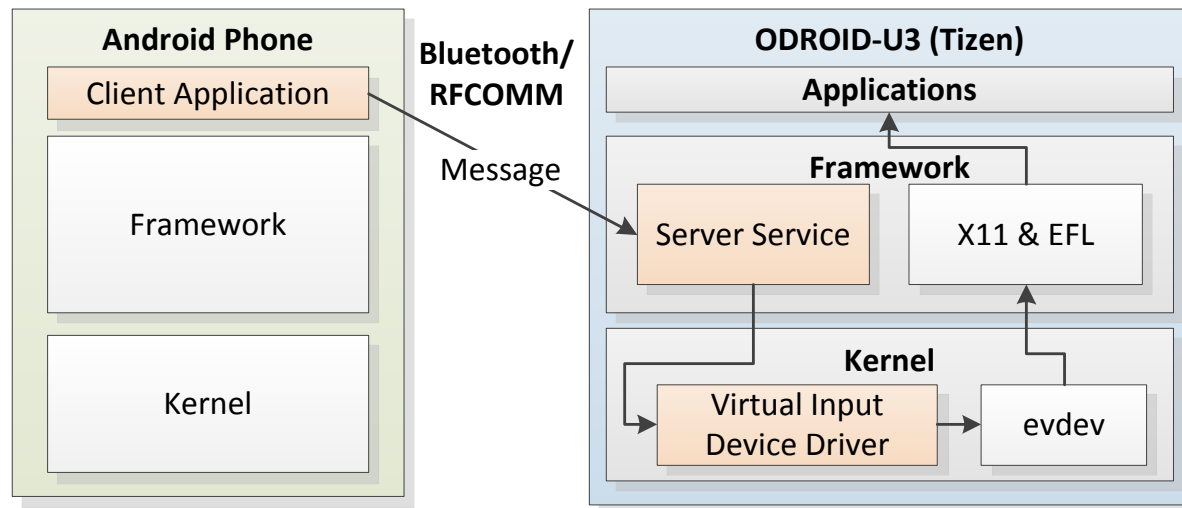 Android Phone
Client Application
Framework
Kernel
Bluetooth/
RFCOMM
Message
ODROID-U3 (Tizen)
Applications
Framework
Server Service
X11 & EFL
Kernel
Virtual Input
Device Driver
evdev